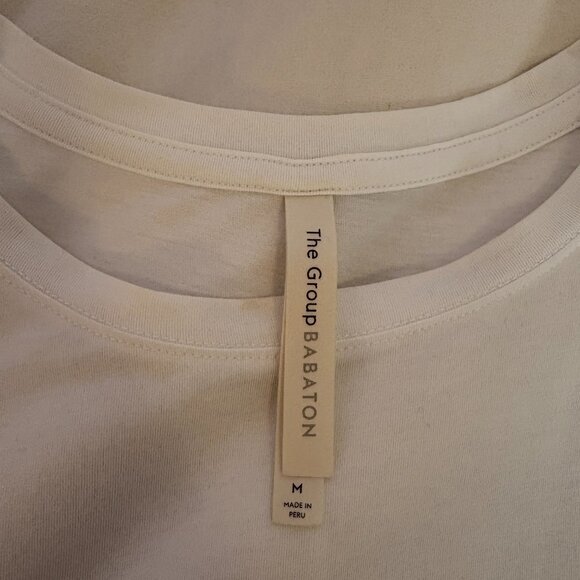 The Group BABATON
M
MADE IN
PERU